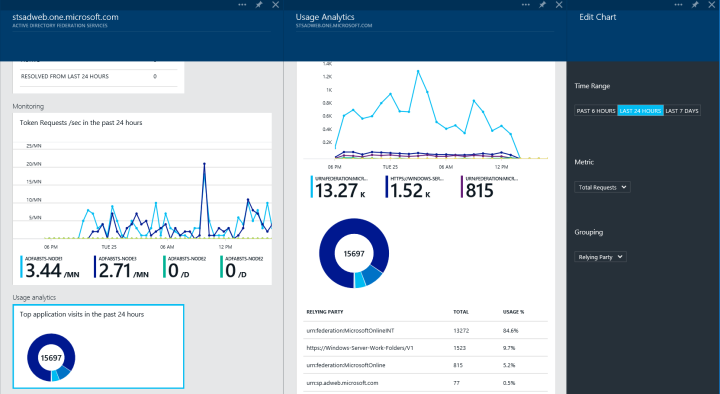 stsadweb.one.microsoft.com
ACTIVE DIRECTORY FEDERATION SERVICES
RESOLVED FROM LAST 24 HOURS 0
Monitoring
Token Requests /sec in the past 24 hours
25/MN
20/MN
15/MN
10/MN
5/MN
06 PM TUE 25 06 AM 12 PM
ADFABSTS-NODE3 ADFABSTS-NODE2 ADFABSTS-NODE2
3.44 /MN 2.71 /MN 0 /D 0 /D
Usage analytics
Top application visits in the past 24 hours
15697
Usage Analytics
STSADWEB.ONE.MICROSOFT.COM
1.4K
1.2K
1K
0.8K
0.6K
0.4K
0.2K
06 PM TUE 25 06 AM 12 PM
URN:FEDERATION:MICR... HTTPS://WINDOWS-SER... URN:FEDERATION:MICR...
13.27 K 1.52 K 815
15697
RELYING PARTY TOTAL USAGE %
urn:federation:MicrosoftOnlineINT 13272 84.6%
https://Windows-Server-Work-Folders/V1 1523 9.7%
urn:federation:MicrosoftOnline 815 5.2%
urn:sp.adweb.microsoft.com 77 0.5%
Edit Chart
Time Range
PAST 6 HOURS LAST 24 HOURS LAST 7 DAYS
Metric
Total Requests
Grouping
Relying Party